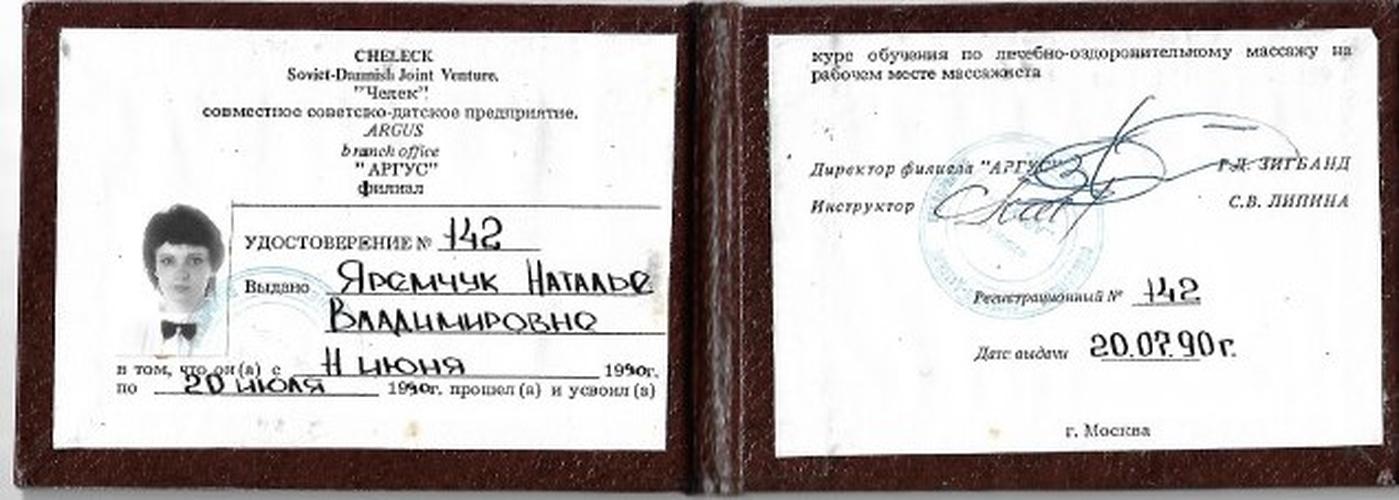 CHELECK
Soviet-Dannish Joint Venture.
"Челек"
совместное советско-датское предприятие.
ARGUS
branch office
"АРГУС"
филиал
УДОСТОВЕРЕНИЕ № 142
Выдано Яремчук Наталье
Владимировне
в том, что он(а) с 11 июня 1990г.
по 20 июля 1990г. прошел(а) и усвоил(а)
курс обучения по лечебно-оздоровительному массажу на
рабочем месте массажиста
Директор филиала "АРГУС" Г.Д. ЗИГБАНД
Инструктор С.В. ЛИПИНА
Регистрационный № 142
Дата выдачи 20.07.90г.
г. Москва